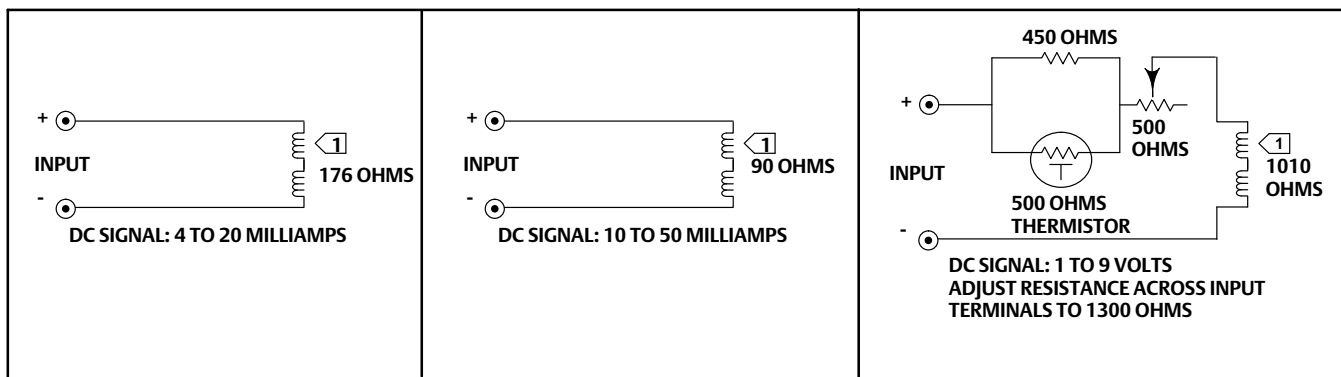 +
1
INPUT
176 OHMS
-
DC SIGNAL: 4 TO 20 MILLIAMPS
+
1
INPUT
90 OHMS
-
DC SIGNAL: 10 TO 50 MILLIAMPS
450 OHMS
+
500
OHMS
1
1010
OHMS
INPUT
500 OHMS
THERMISTOR
-
DC SIGNAL: 1 TO 9 VOLTS
ADJUST RESISTANCE ACROSS INPUT
TERMINALS TO 1300 OHMS